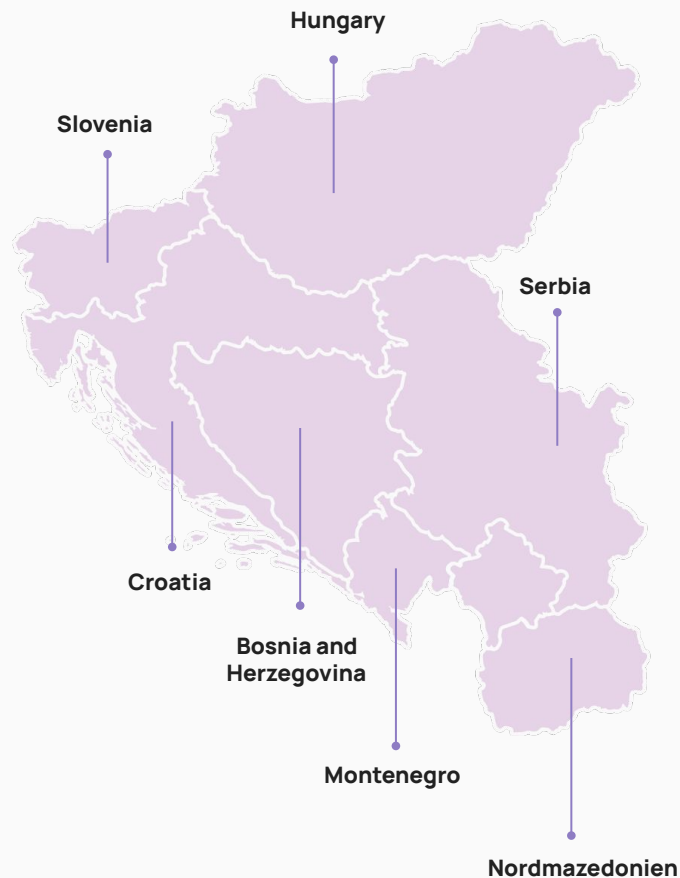 Hungary
Slovenia
Serbia
Croatia
Bosnia and
Herzegovina
Montenegro
Nordmazedonien